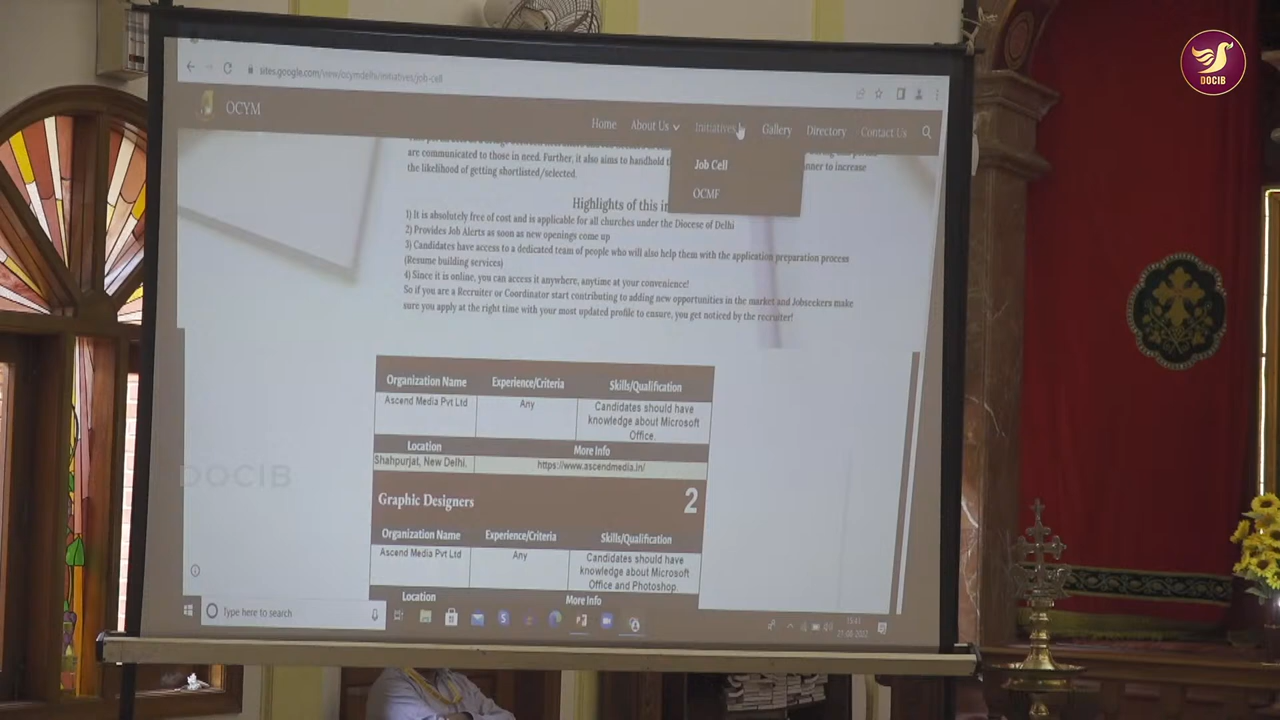 DOCIB
sites.google.com/view/ocymdelhi/initiatives/job-cell
OCYM
Home About Us Initiatives Gallery Directory Contact Us
Job Cell
OCMF
are communicated to those in need. Further, it also aims to handhold nner to increase
the likelihood of getting shortlisted/selected.
Highlights of this in
1) It is absolutely free of cost and is applicable for all churches under the Diocese of Delhi
2) Provides Job Alerts as soon as new openings come up
3) Candidates have access to a dedicated team of people who will also help them with the application preparation process
(Resume building services)
4) Since it is online, you can access it anywhere, anytime at your convenience!
So if you are a Recruiter or Coordinator start contributing to adding new opportunities in the market and Jobseekers make
sure you apply at the right time with your most updated profile to ensure, you get noticed by the recruiter!
Organization Name Experience/Criteria Skills/Qualification
Ascend Media Pvt Ltd Any Candidates should have
knowledge about Microsoft
Office.
Location More Info
Shahpurjat, New Delhi. https://www.ascendmedia.in/
DOCIB
Graphic Designers 2
Organization Name Experience/Criteria Skills/Qualification
Ascend Media Pvt Ltd Any Candidates should have
knowledge about Microsoft
Office and Photoshop.
Location More Info
Type here to search